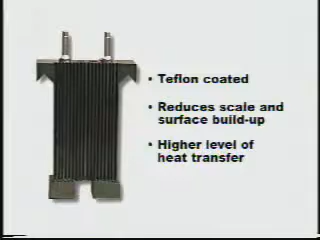 • Teflon coated
• Reduces scale and
surface build-up
• Higher level of
heat transfer